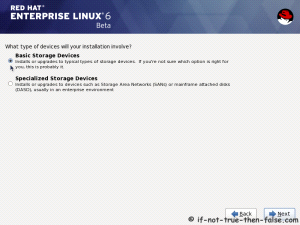 RED HAT
ENTERPRISE LINUX 6
Beta
What type of devices will your installation involve?
Basic Storage Devices
Installs or upgrades to typical types of storage devices. If you're not sure which option is right for
you, this is probably it.
Specialized Storage Devices
Installs or upgrades to devices such as Storage Area Networks (SANs) or mainframe attached disks
(DASD), usually in an enterprise environment
Back
Next
© if-not-true-then-false.com